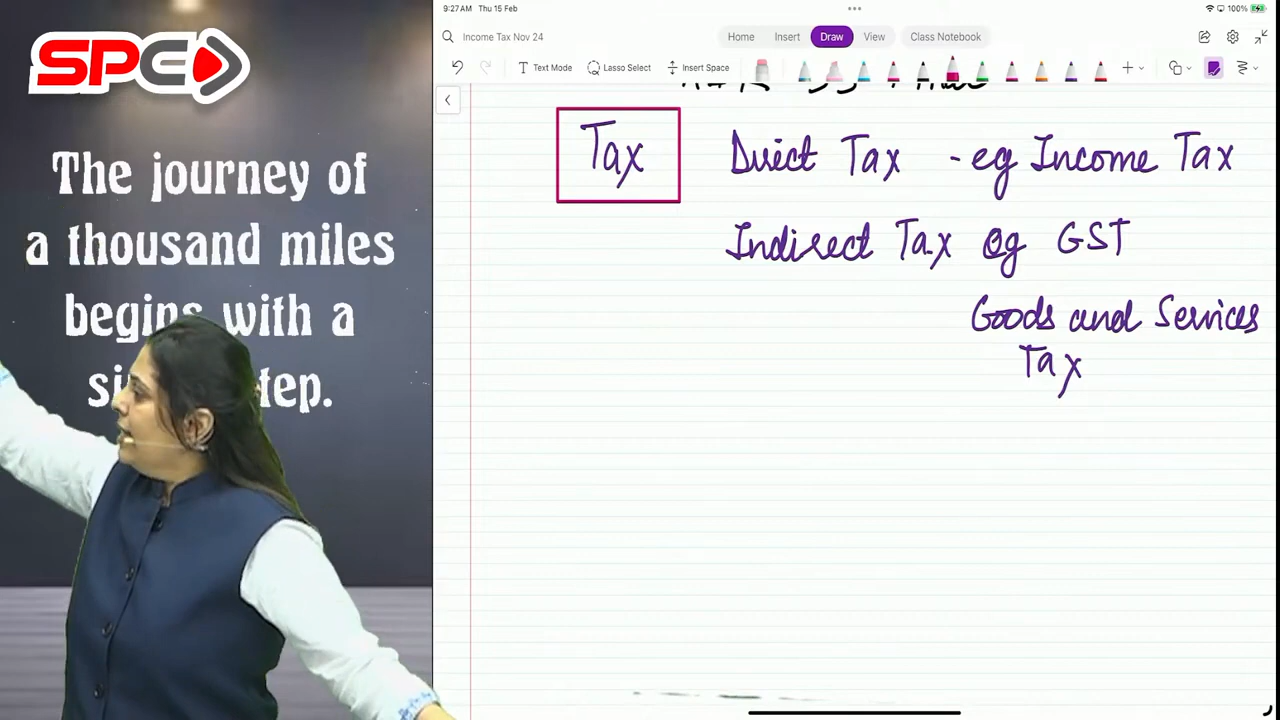 SPC
The journey of
a thousand miles
begins with a
step.
9:27AM Thu 15 Feb
100%
Income Tax Nov 24
Home Insert Draw View Class Notebook
Text Mode Lasso Select Insert Space
Tax Direct Tax - eg Income Tax
Indirect Tax eg GST
Goods and Services
Tax